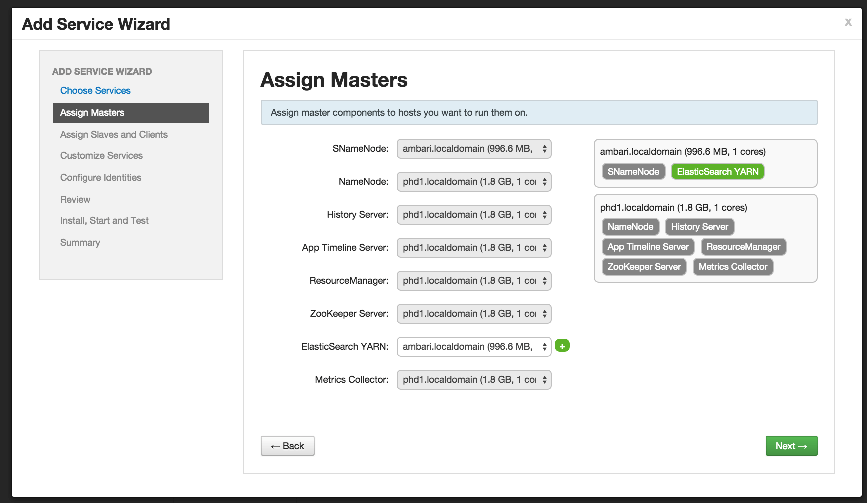 Add Service Wizard
x
ADD SERVICE WIZARD
Choose Services
Assign Masters
Assign Slaves and Clients
Customize Services
Configure Identities
Review
Install, Start and Test
Summary
Assign Masters
Assign master components to hosts you want to run them on.
SNameNode: ambari.localdomain (996.6 MB,
NameNode: phd1.localdomain (1.8 GB, 1 co
History Server: phd1.localdomain (1.8 GB, 1 co
App Timeline Server: phd1.localdomain (1.8 GB, 1 co
ResourceManager: phd1.localdomain (1.8 GB, 1 co
ZooKeeper Server: phd1.localdomain (1.8 GB, 1 co
ElasticSearch YARN: ambari.localdomain (996.6 MB, +
Metrics Collector: phd1.localdomain (1.8 GB, 1 co
ambari.localdomain (996.6 MB, 1 cores)
SNameNode ElasticSearch YARN
phd1.localdomain (1.8 GB, 1 cores)
NameNode History Server
App Timeline Server ResourceManager
ZooKeeper Server Metrics Collector
← Back
Next →